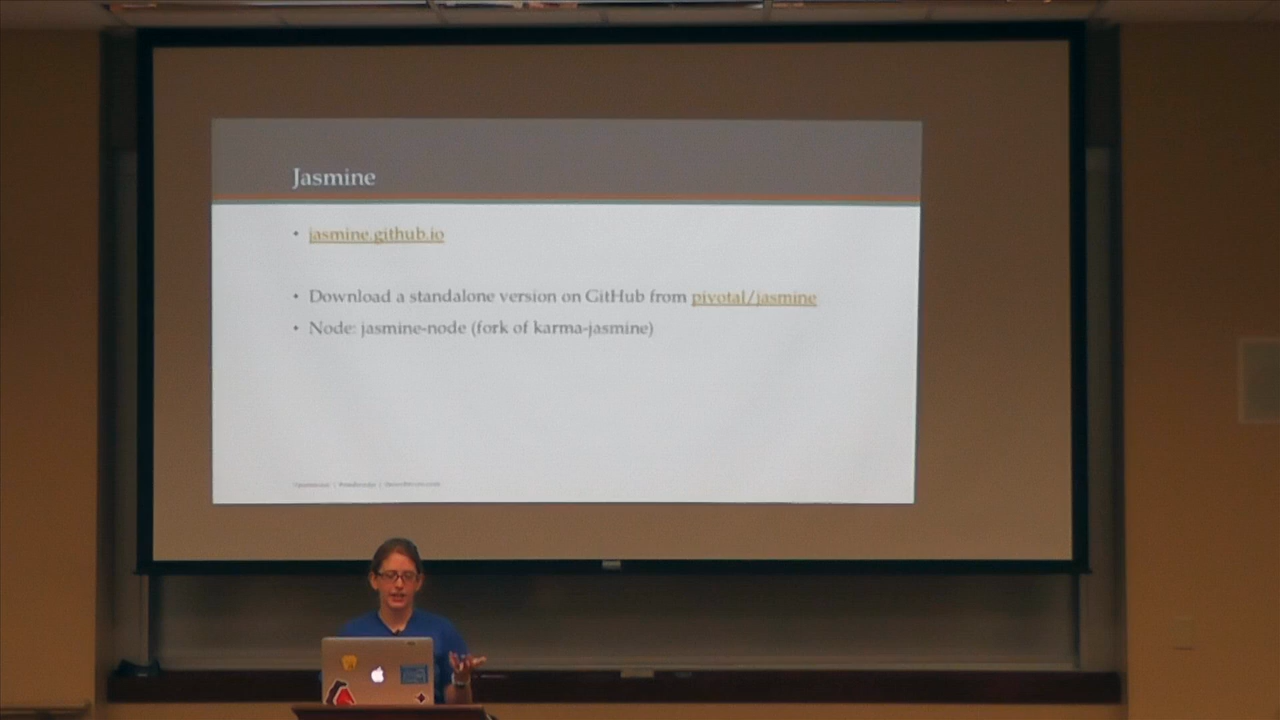 Jasmine
• jasmine.github.io
• Download a standalone version on GitHub from pivotal/jasmine
• Node: jasmine-node (fork of karma-jasmine)